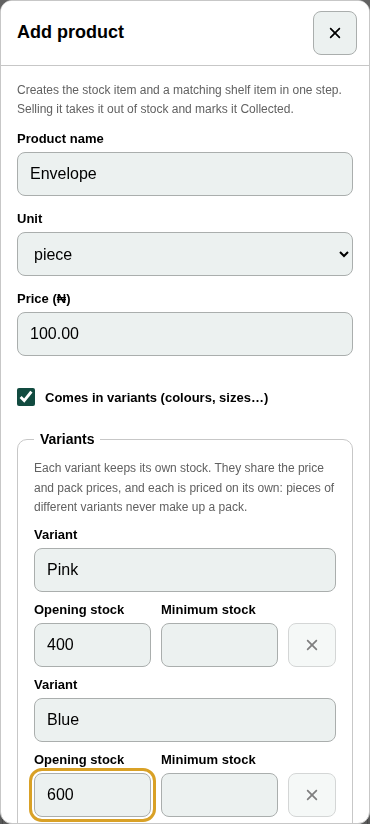 Add product
×
Creates the stock item and a matching shelf item in one step.
Selling it takes it out of stock and marks it Collected.
Product name
Envelope
Unit
piece
Price (₦)
100.00
Comes in variants (colours, sizes…)
Variants
Each variant keeps its own stock. They share the price
and pack prices, and each is priced on its own: pieces of
different variants never make up a pack.
Variant
Pink
Opening stock Minimum stock
400 ×
Variant
Blue
Opening stock Minimum stock
600 ×